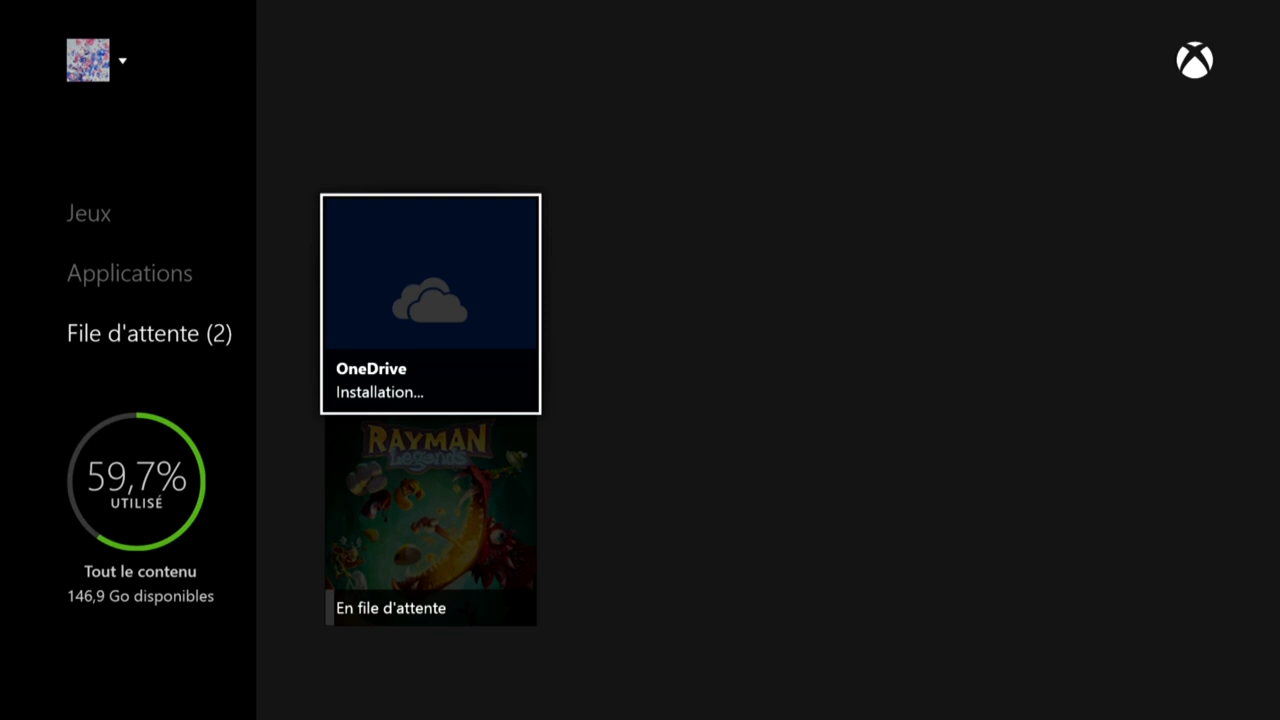 Jeux
Applications
File d'attente (2)
59,7%
UTILISÉ
Tout le contenu
146,9 Go disponibles
OneDrive
Installation...
RAYMAN
Legends
En file d'attente